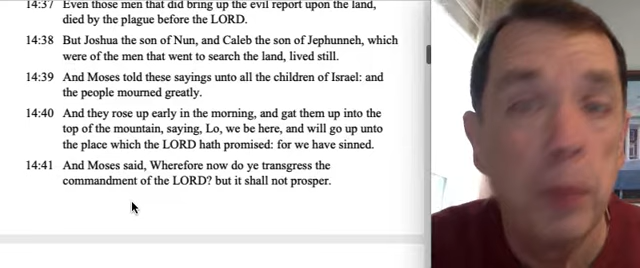 14:37 Even those men that did bring up the evil report upon the land,
died by the plague before the LORD.
14:38 But Joshua the son of Nun, and Caleb the son of Jephunneh, which
were of the men that went to search the land, lived still.
14:39 And Moses told these sayings unto all the children of Israel: and
the people mourned greatly.
14:40 And they rose up early in the morning, and gat them up into the
top of the mountain, saying, Lo, we be here, and will go up unto
the place which the LORD hath promised: for we have sinned.
14:41 And Moses said, Wherefore now do ye transgress the
commandment of the LORD? but it shall not prosper.